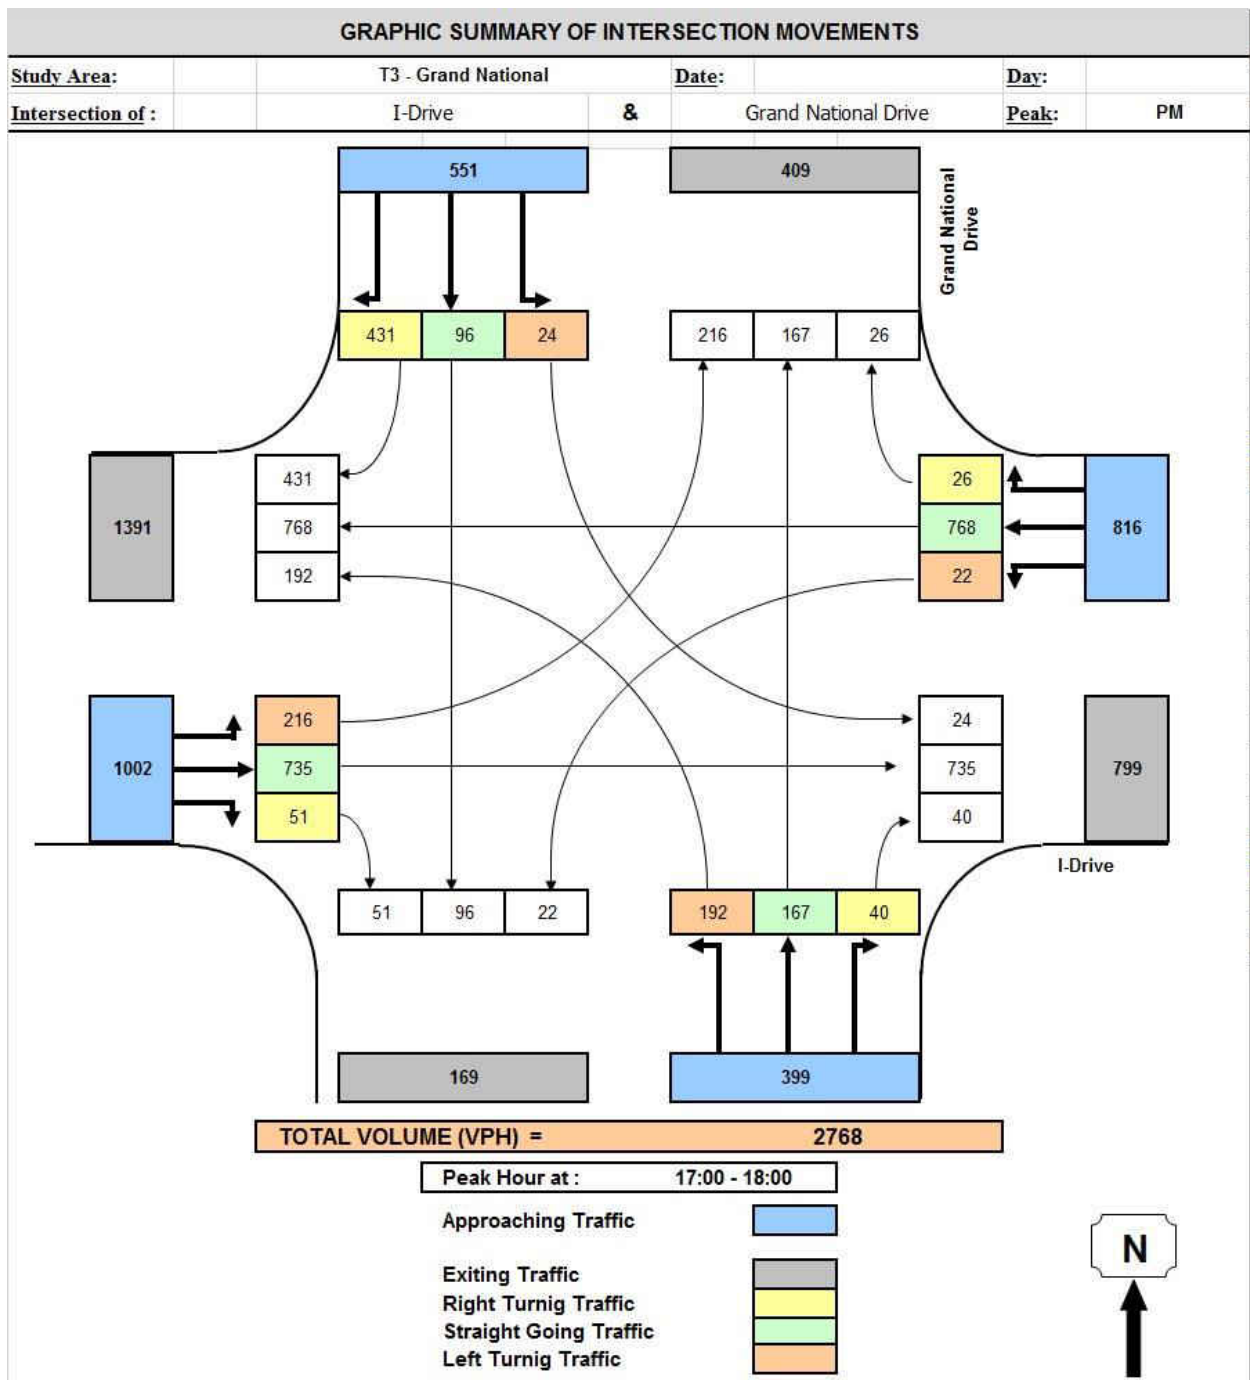 GRAPHIC SUMMARY OF INTERSECTION MOVEMENTS
Study Area: T3 - Grand National Date: Day:
Intersection of : I-Drive & Grand National Drive Peak: PM
551 409
Grand National
Drive
431 96 24 216 167 26
431 26
1391 768 768 816
192 22
216 24
1002 735 735 799
51 40
I-Drive
51 96 22 192 167 40
169 399
TOTAL VOLUME (VPH) = 2768
Peak Hour at : 17:00 - 18:00
Approaching Traffic
N
Exiting Traffic
Right Turnig Traffic
Straight Going Traffic
Left Turnig Traffic